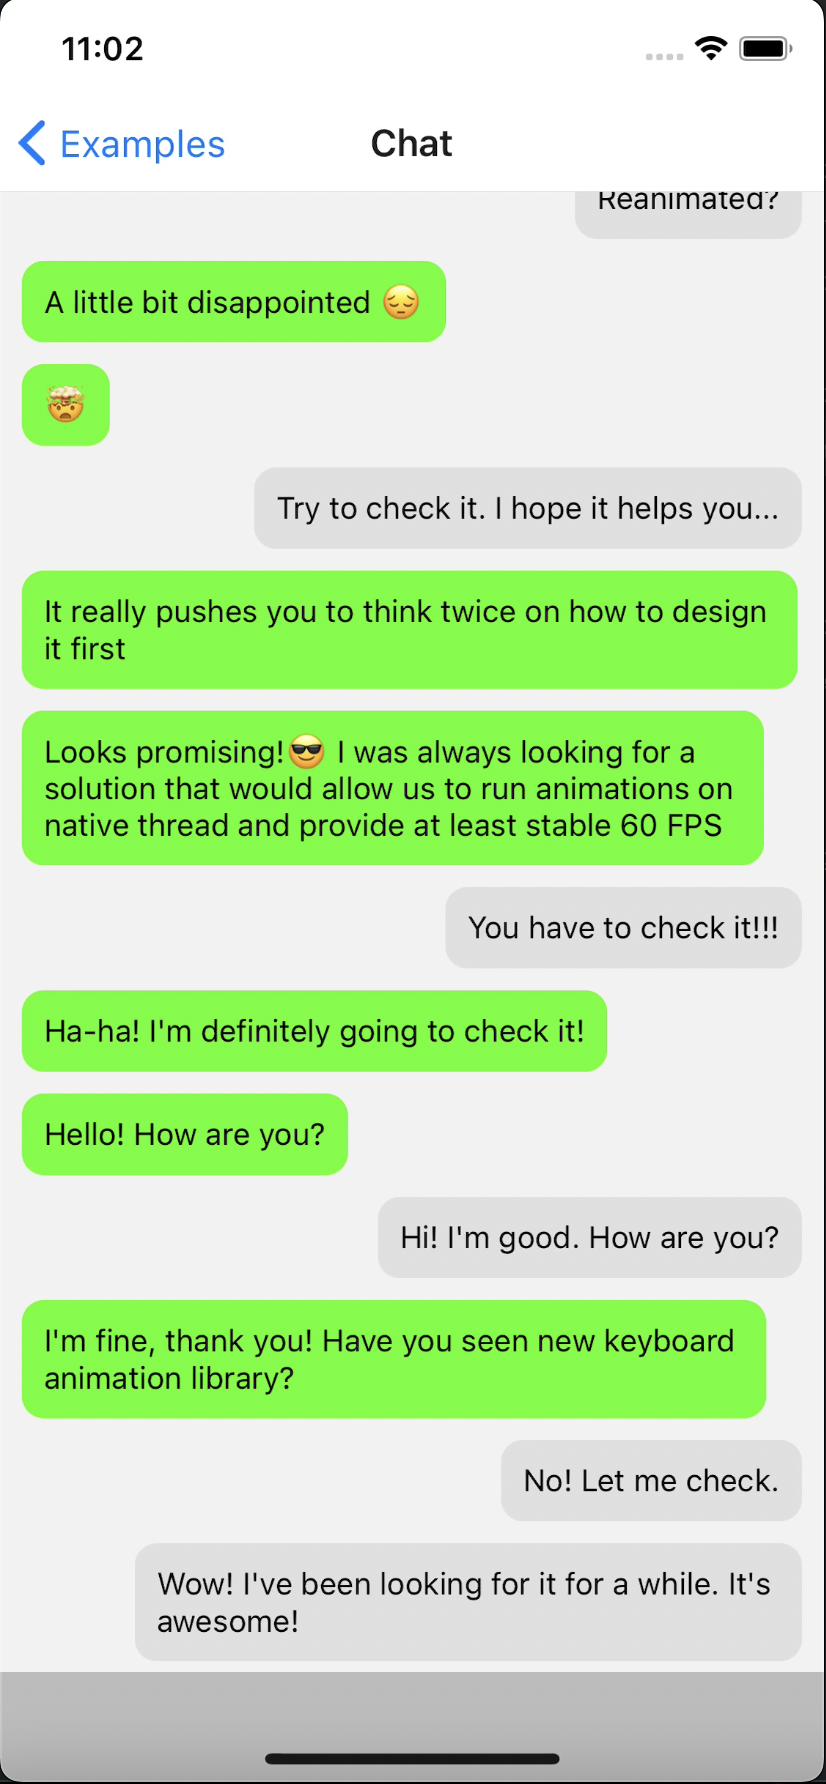 11:02
Examples
Chat
Reanimated?
A little bit disappointed 😔
🤯
Try to check it. I hope it helps you...
It really pushes you to think twice on how to design
it first
Looks promising!😎 I was always looking for a
solution that would allow us to run animations on
native thread and provide at least stable 60 FPS
You have to check it!!!
Ha-ha! I'm definitely going to check it!
Hello! How are you?
Hi! I'm good. How are you?
I'm fine, thank you! Have you seen new keyboard
animation library?
No! Let me check.
Wow! I've been looking for it for a while. It's
awesome!